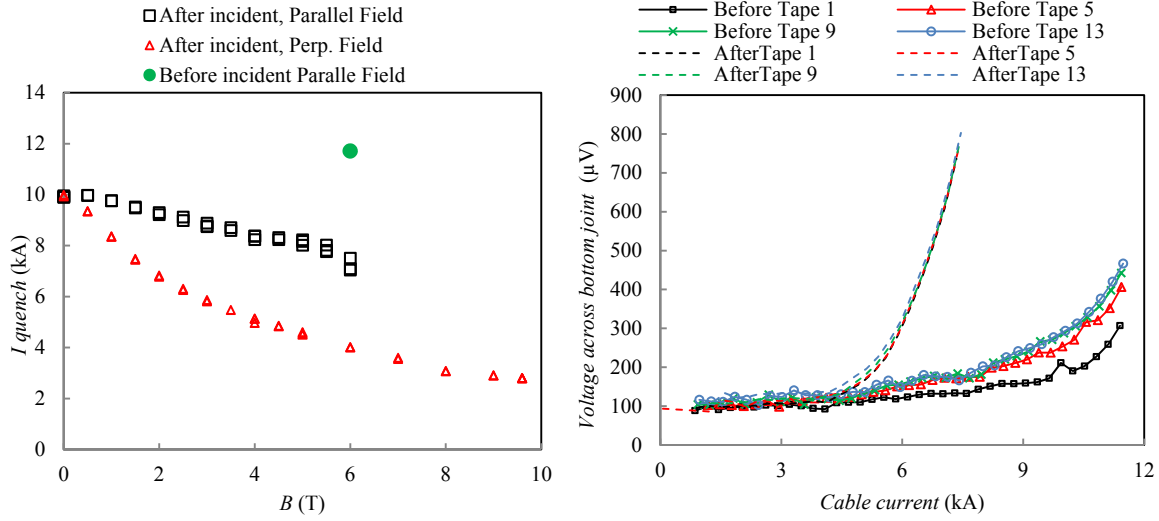 After incident, Parallel Field
After incident, Perp. Field
Before incident Paralle Field
14
12
10
8
6
4
2
0
I quench (kA)
0 2 4 6 8 10
B (T)
Before Tape 1 Before Tape 5
Before Tape 9 Before Tape 13
AfterTape 1 AfterTape 5
AfterTape 9 AfterTape 13
900
800
700
600
500
400
300
200
100
0
Voltage across bottom joint (µV)
0 3 6 9 12
Cable current (kA)